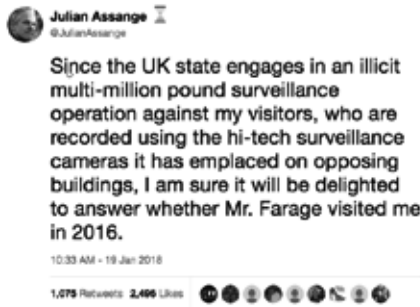 Julian Assange ⌛
@JulianAssange
Since the UK state engages in an illicit
multi-million pound surveillance
operation against my visitors, who are
recorded using the hi-tech surveillance
cameras it has emplaced on opposing
buildings, I am sure it will be delighted
to answer whether Mr. Farage visited me
in 2016.
10:33 AM - 19 Jan 2018
1,075 Retweets 2,495 Likes